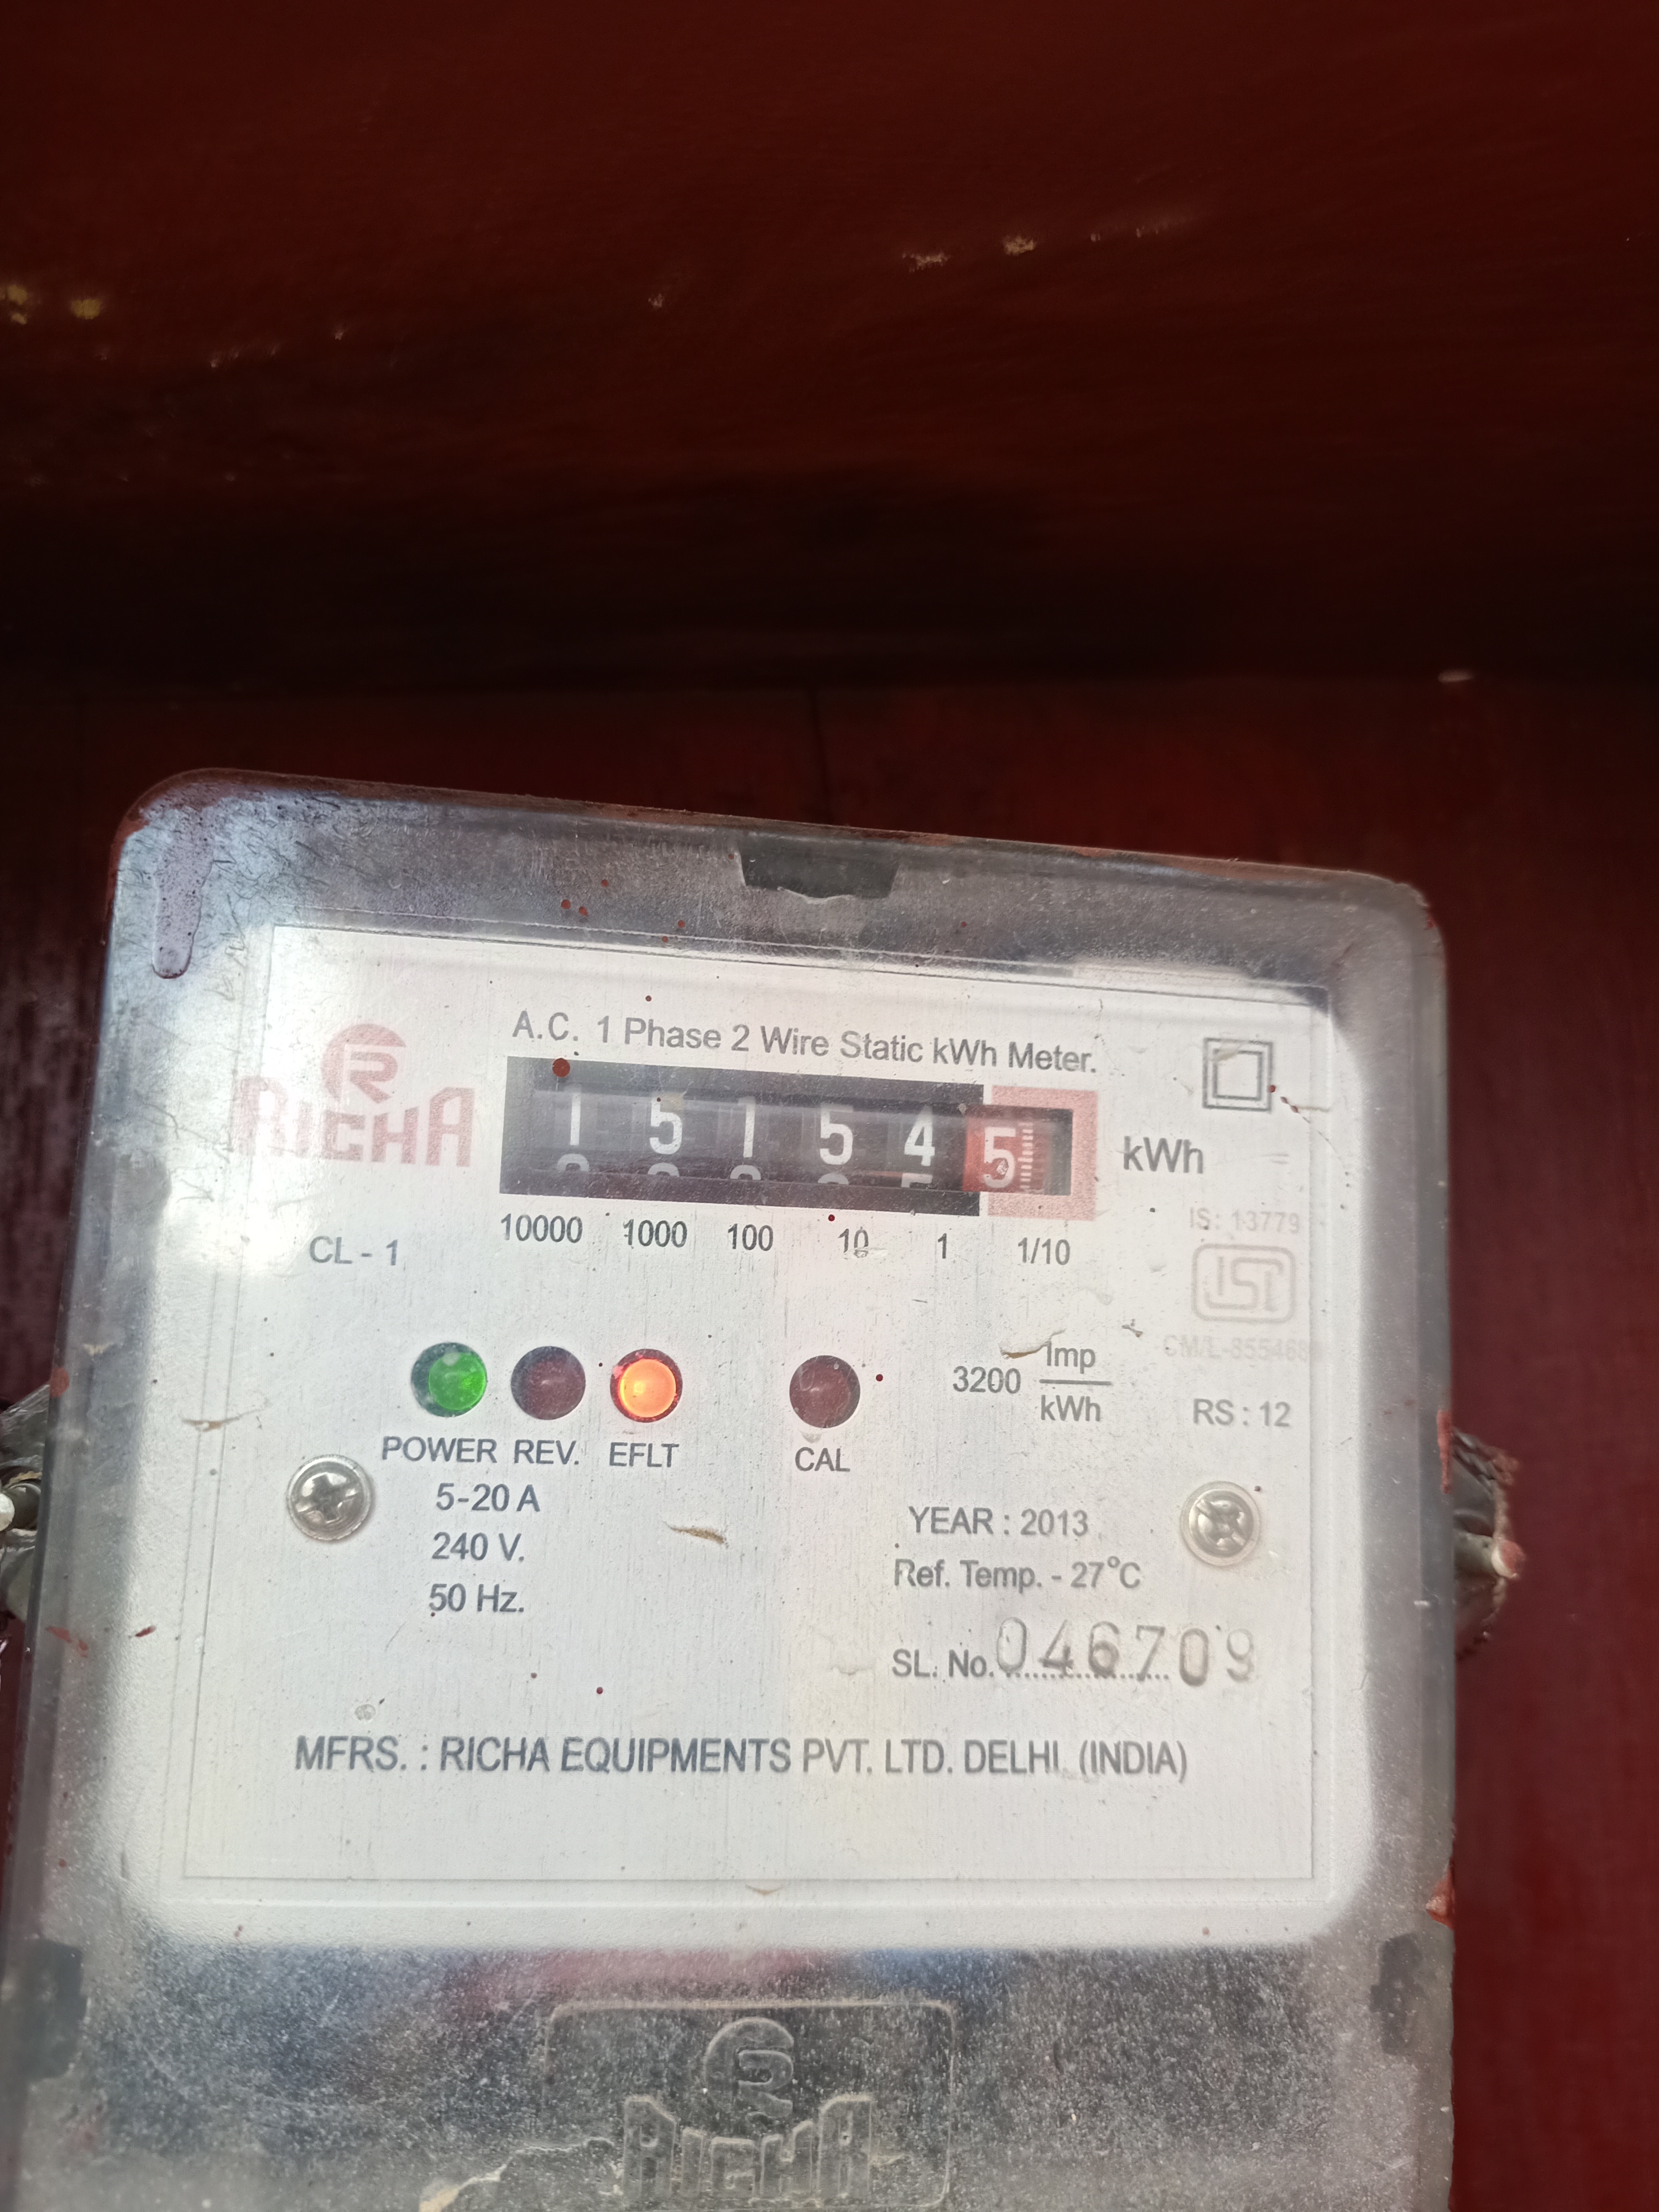 A.C. 1 Phase 2 Wire Static kWh Meter.
R
RICHA
1 5 1 5 4 5
kWh
10000 1000 100 10 1 1/10
IS: 13779
CL - 1
ISI
CM/L-855468
POWER REV. EFLT CAL
3200 Imp
kWh
RS : 12
5-20 A
240 V.
50 Hz.
YEAR : 2013
Ref. Temp. - 27°C
SL. No. 046709
MFRS. : RICHA EQUIPMENTS PVT. LTD. DELHI. (INDIA)
R
RICHA